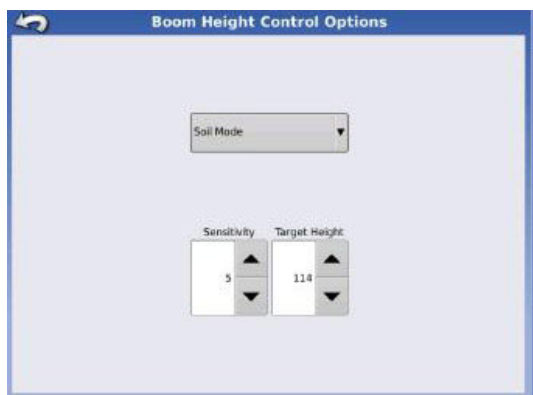 Boom Height Control Options
Soil Mode
Sensitivity Target Height
5 114